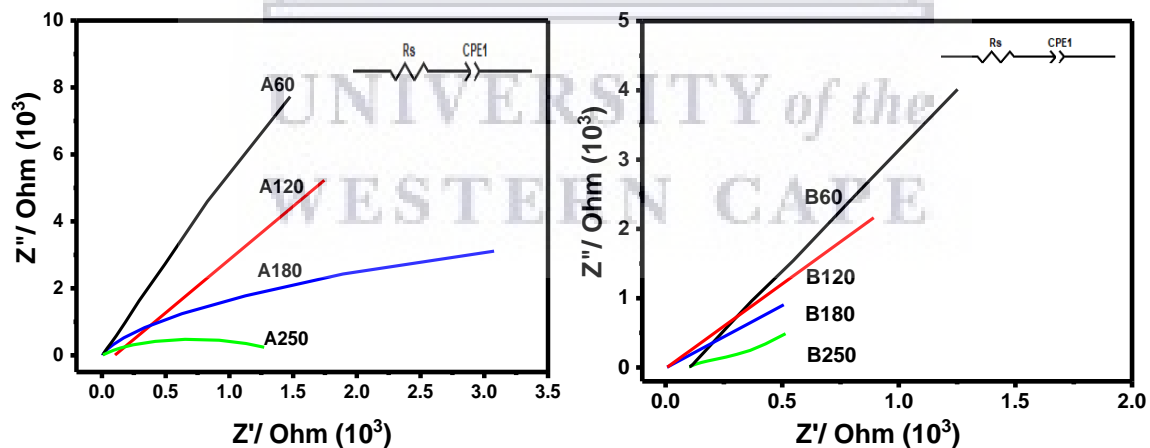 10
8
6
4
2
0
Z"/ Ohm (10³)
Rs CPE1
A60
A120
A180
A250
0.0 0.5 1.0 1.5 2.0 2.5 3.0 3.5
Z'/ Ohm (10³)
5
4
3
2
1
0
Z"/ Ohm (10³)
Rs CPE1
B60
B120
B180
B250
0.0 0.5 1.0 1.5 2.0
Z'/ Ohm (10³)
UNIVERSITY of the
WESTERN CAPE